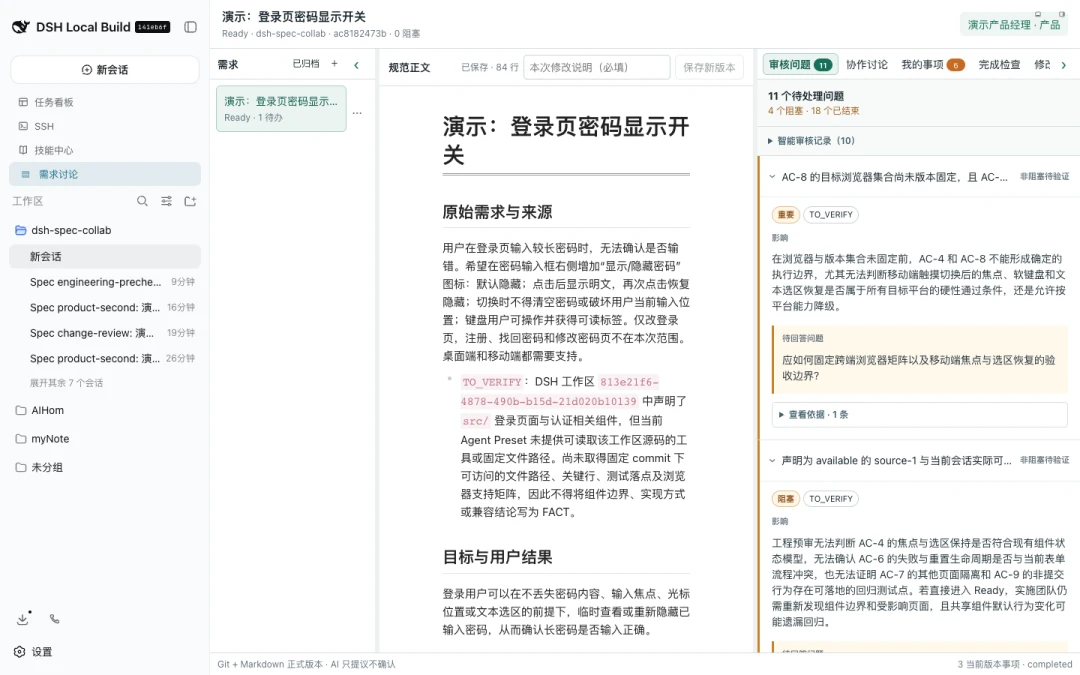 DSH Local Build 141eb6f
新会话
任务看板
SSH
技能中心
需求讨论
工作区
dsh-spec-collab
新会话
Spec engineering-preche... 9分钟
Spec product-second: 演... 16分钟
Spec change-review: 演... 19分钟
Spec product-second: 演... 26分钟
展开其余 7 个会话
AIHom
myNote
未分组
设置
演示：登录页密码显示开关
Ready · dsh-spec-collab · ac8182473b · 0 阻塞
演示产品经理 · 产品
需求
已归档
演示：登录页密码显示...
Ready · 1 待办
规范正文
已保存 · 84 行
本次修改说明（必填）
保存新版本
演示：登录页密码显示开
关
原始需求与来源
用户在登录页输入较长密码时，无法确认是否输
错。希望在密码输入框右侧增加“显示/隐藏密码”
图标：默认隐藏；点击后显示明文，再次点击恢复
隐藏；切换时不得清空密码或破坏用户当前输入位
置；键盘用户可操作并获得可读标签。仅改登录
页，注册、找回密码和修改密码页不在本次范围。
桌面端和移动端都需要支持。
TO_VERIFY：DSH 工作区 813e21f6-
4878-490b-b15d-21d020b10139 中声明了
src/ 登录页面与认证相关组件，但当前
Agent Preset 未提供可读取该工作区源码的工
具或固定文件路径。尚未取得固定 commit 下
可访问的文件路径、关键行、测试落点及浏览
器支持矩阵，因此不得将组件边界、实现方式
或兼容结论写为 FACT。
目标与用户结果
登录用户可以在不丢失密码内容、输入焦点、光标
位置或文本选区的前提下，临时查看或重新隐藏已
输入密码，从而确认长密码是否输入正确。
审核问题 11
协作讨论
我的事项 6
完成检查
修改
11 个待处理问题
4 个阻塞 · 18 个已结束
智能审核记录（10）
AC-8 的目标浏览器集合尚未版本固定，且 AC-... 非阻塞待验证
重要 TO_VERIFY
影响
在浏览器与版本集合未固定前，AC-4 和 AC-8 不能形成确定的
执行边界，尤其无法判断移动端触摸切换后的焦点、软键盘和文
本选区恢复是否属于所有目标平台的硬性通过条件，还是允许按
平台能力降级。
待回答问题
应如何固定跨端浏览器矩阵以及移动端焦点与选区恢复的验
收边界？
查看依据 · 1 条
声明为 available 的 source-1 与当前会话实际可... 非阻塞待验证
阻塞 TO_VERIFY
影响
工程预审无法判断 AC-4 的焦点与选区保持是否符合现有组件状
态模型，无法确认 AC-6 的失败与重置生命周期是否与当前表单
流程冲突，也无法证明 AC-7 的其他页面隔离和 AC-9 的非提交
行为存在可落地的回归测试点。若直接进入 Ready，实施团队仍
需重新发现组件边界和受影响页面，且共享组件默认行为变化可
能遗漏回归。
待回答问题
Git + Markdown 正式版本 · AI 只提议不确认
3 当前版本事项 · completed